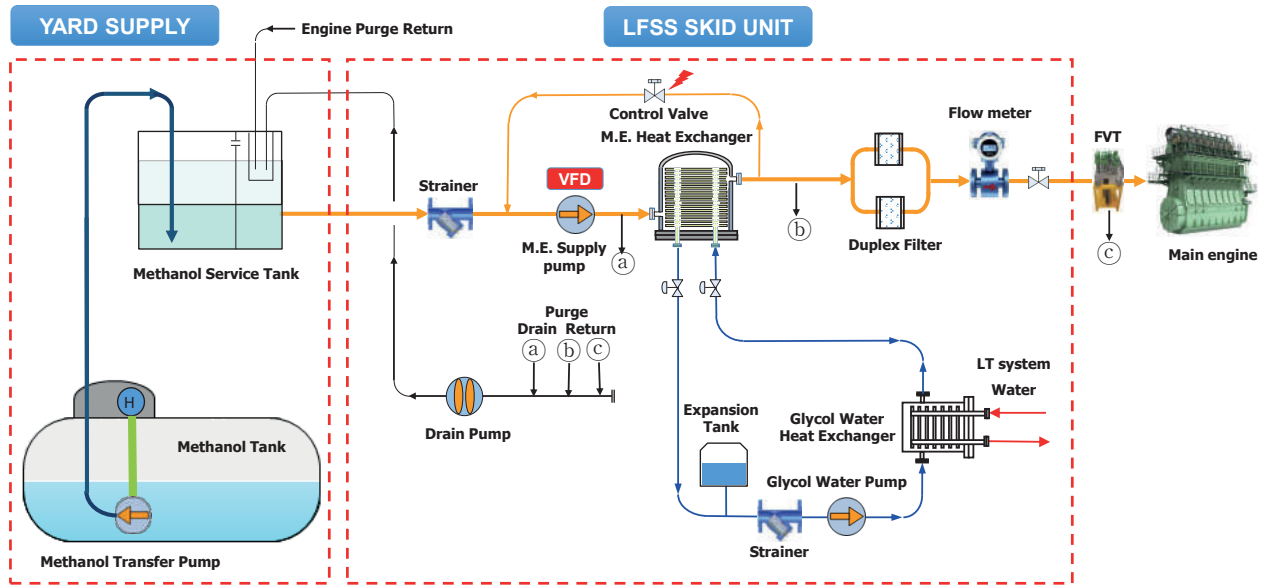 YARD SUPPLY
LFSS SKID UNIT
Engine Purge Return
Control Valve
M.E. Heat Exchanger
Flow meter
FVT
Strainer
VFD
M.E. Supply
pump
ⓐ
ⓑ
Duplex Filter
ⓒ
Main engine
Methanol Service Tank
Purge
Drain Return
ⓐ
ⓑ
ⓒ
Drain Pump
LT system
Water
H
Methanol Tank
Expansion
Tank
Glycol Water
Heat Exchanger
Glycol Water Pump
Strainer
Methanol Transfer Pump